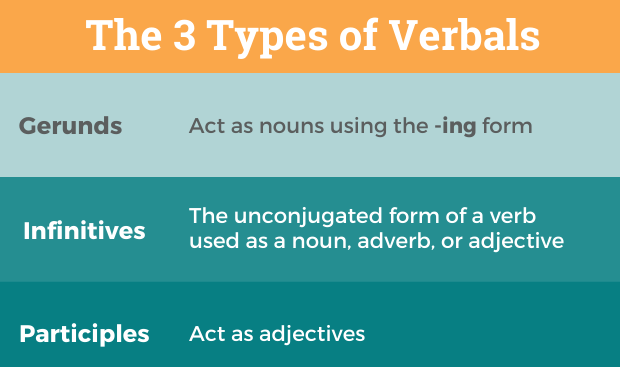 The 3 Types of Verbals
Gerunds
Act as nouns using the -ing form
Infinitives
The unconjugated form of a verb
used as a noun, adverb, or adjective
Participles
Act as adjectives